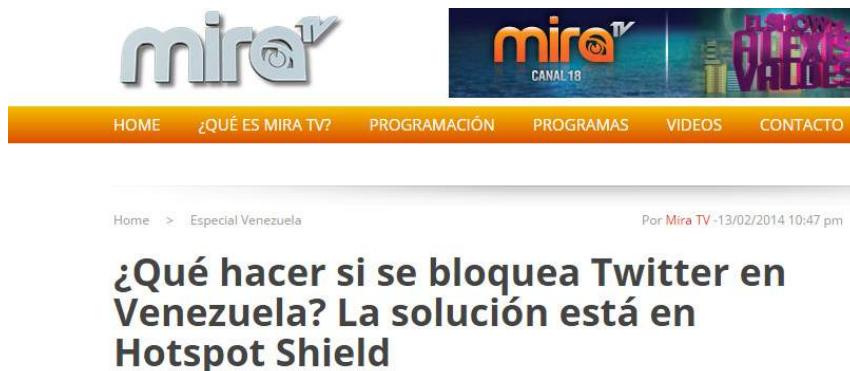 mira TV
mira TV
CANAL 18
EL SHOW
ALEXIS
VALDES
HOME ¿QUÉ ES MIRA TV? PROGRAMACIÓN PROGRAMAS VIDEOS CONTACTO
Home > Especial Venezuela
Por Mira TV -13/02/2014 10:47 pm
¿Qué hacer si se bloquea Twitter en
Venezuela? La solución está en
Hotspot Shield